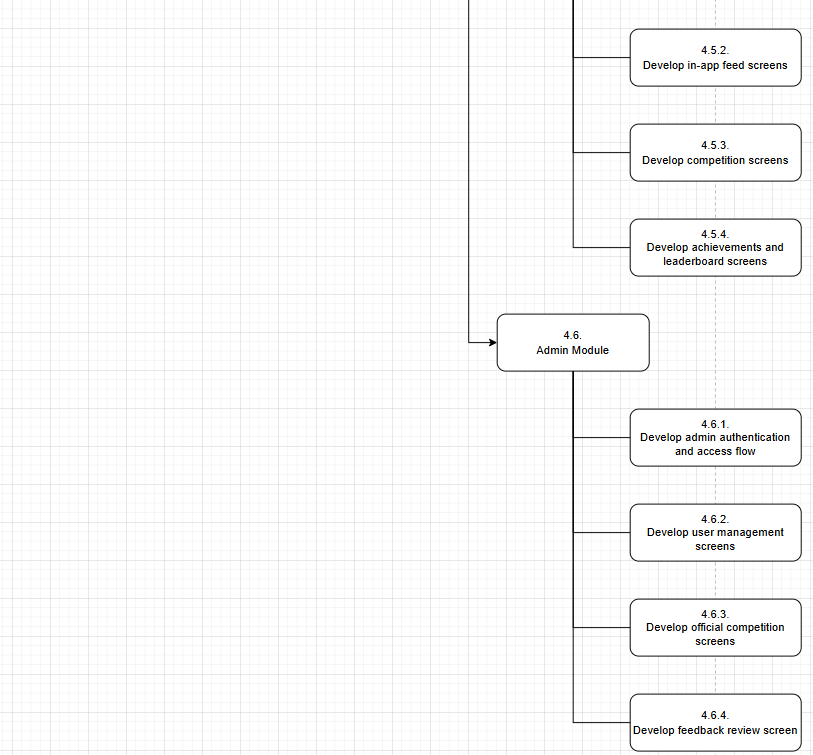 4.5.2.
Develop in-app feed screens
4.5.3.
Develop competition screens
4.5.4.
Develop achievements and
leaderboard screens
4.6.
Admin Module
4.6.1.
Develop admin authentication
and access flow
4.6.2.
Develop user management
screens
4.6.3.
Develop official competition
screens
4.6.4.
Develop feedback review screen